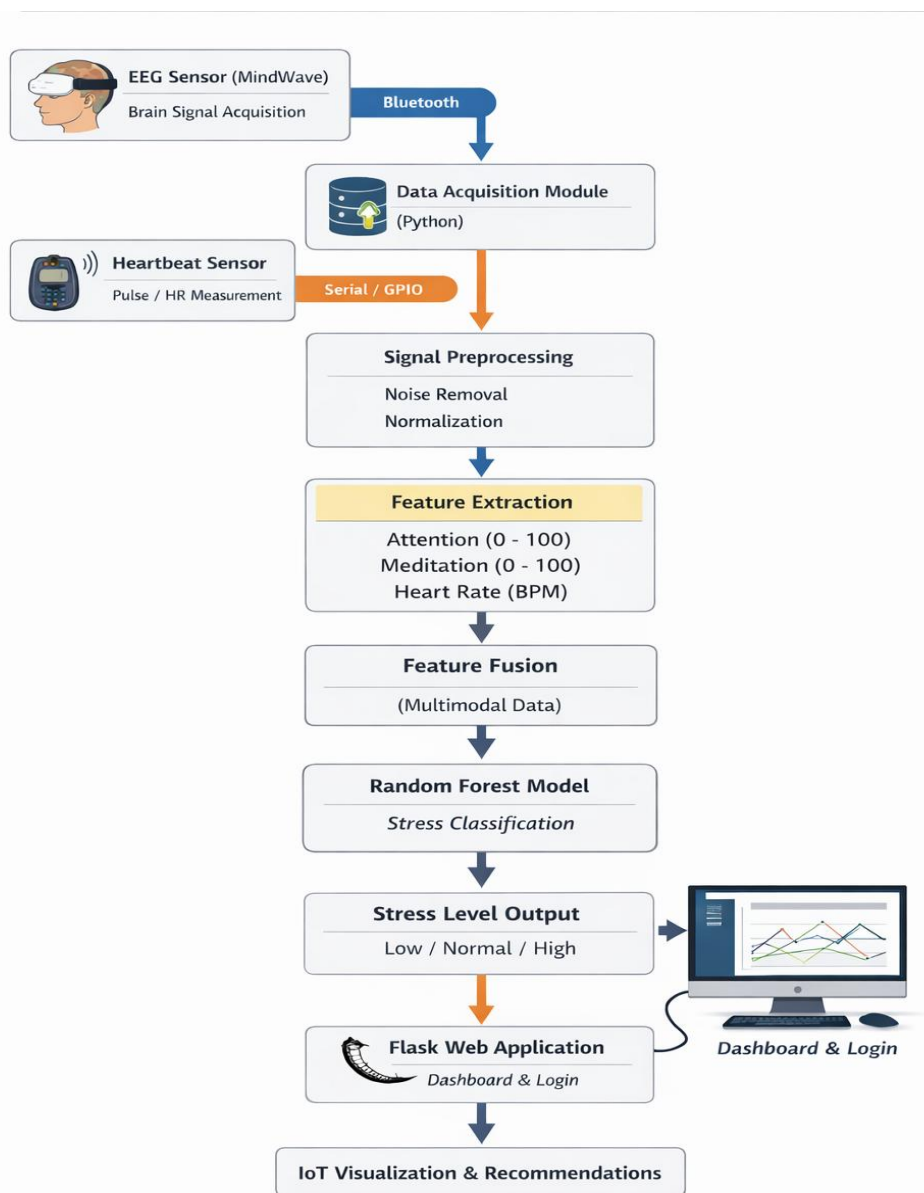 EEG Sensor (MindWave)
Brain Signal Acquisition
Bluetooth
Data Acquisition Module
(Python)
Heartbeat Sensor
Pulse / HR Measurement
Serial / GPIO
Signal Preprocessing
Noise Removal
Normalization
Feature Extraction
Attention (0 - 100)
Meditation (0 - 100)
Heart Rate (BPM)
Feature Fusion
(Multimodal Data)
Random Forest Model
Stress Classification
Stress Level Output
Low / Normal / High
Flask Web Application
Dashboard & Login
Dashboard & Login
IoT Visualization & Recommendations